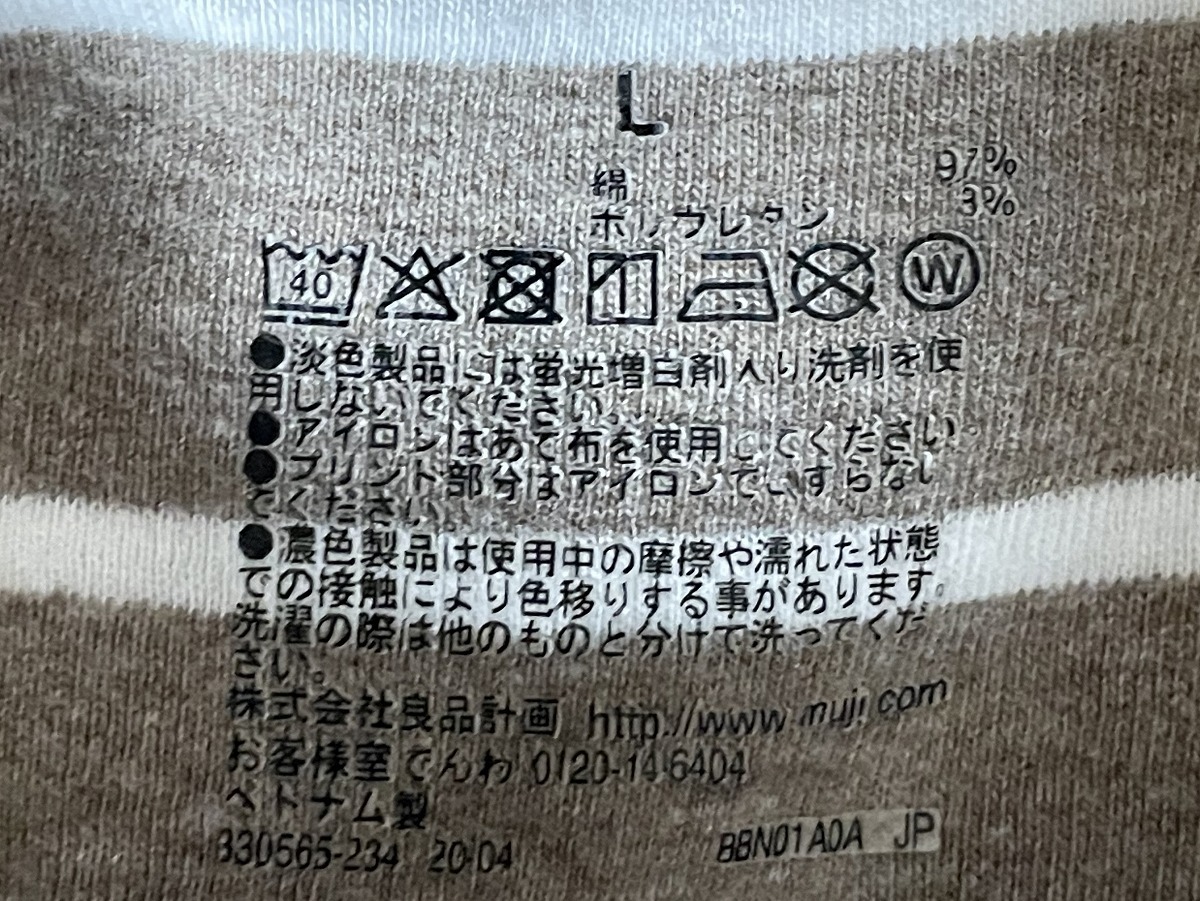 L
綿 97%
ポリウレタン 3%
40 W
●淡色製品には蛍光増白剤入り洗剤を使
用しないでください。
●アイロンはあて布を使用してください。
●プリント部分はアイロンでいすらない
でください。
●濃色製品は使用中の摩擦や濡れた状態
での接触により色移りする事があります。
洗濯の際は他のものと分けて洗ってくだ
さい。
株式会社良品計画 http://www.muji.com
お客様室でんわ 0120-14-6404
ベトナム製
330565-234 20-04 BBN01A0A JP